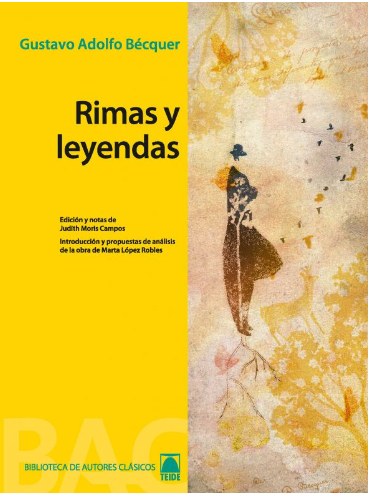 Gustavo Adolfo Bécquer
Rimas y
leyendas
Edición y notas de
Judith Moris Campos
Introducción y propuestas de análisis
de la obra de Marta López Robles
BAC
BIBLIOTECA DE AUTORES CLÁSICOS
TEIDE